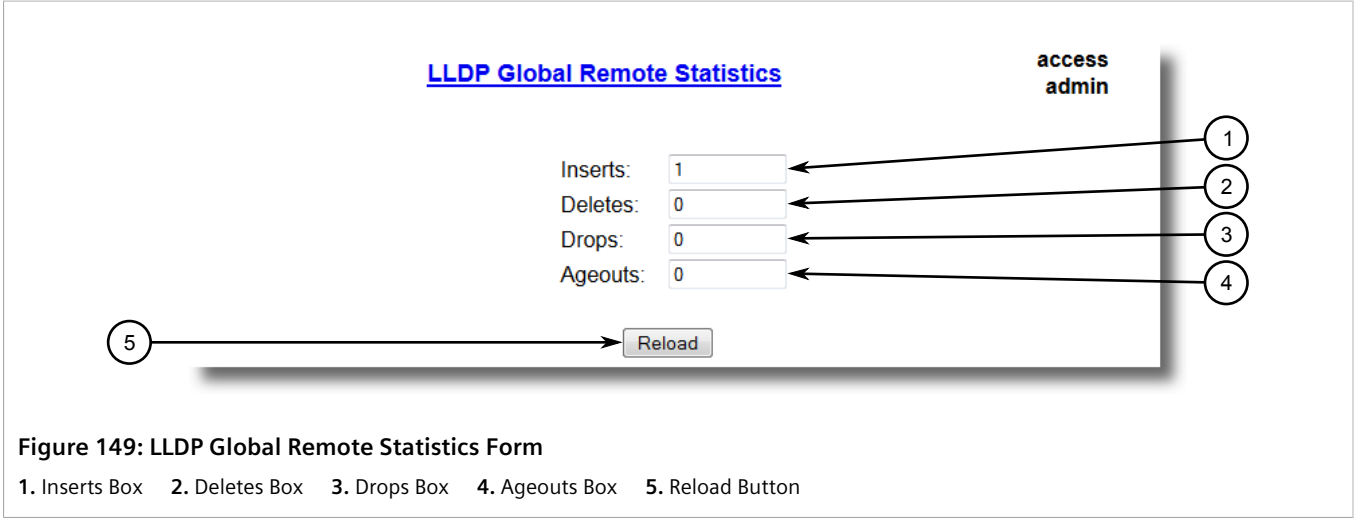 LLDP Global Remote Statistics
access
admin
1
Inserts: 1
2
Deletes: 0
3
Drops: 0
4
Ageouts: 0
5
Reload
Figure 149: LLDP Global Remote Statistics Form
1. Inserts Box 2. Deletes Box 3. Drops Box 4. Ageouts Box 5. Reload Button